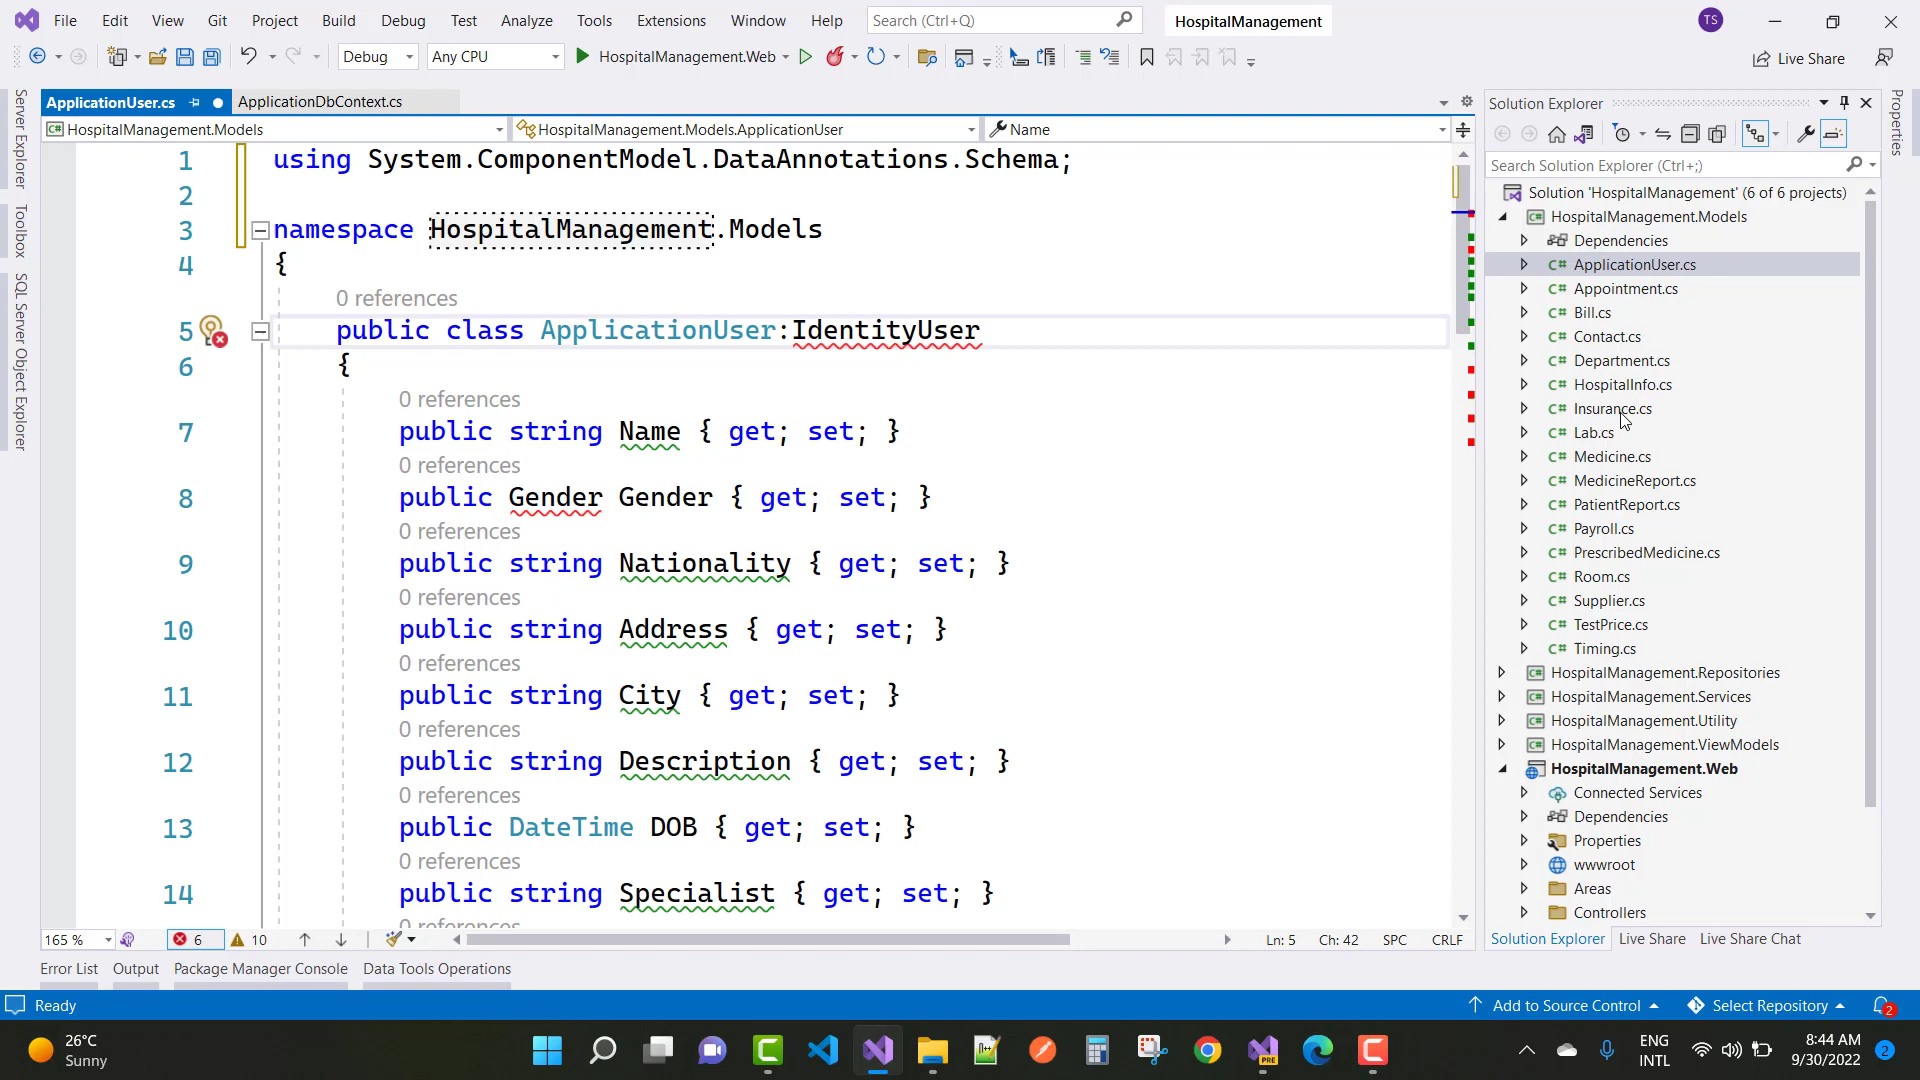 File Edit View Git Project Build Debug Test Analyze Tools Extensions Window Help Search (Ctrl+Q) HospitalManagement TS
Debug Any CPU HospitalManagement.Web Live Share
ApplicationUser.cs ApplicationDbContext.cs
HospitalManagement.Models HospitalManagement.Models.ApplicationUser Name
Server Explorer
Toolbox
SQL Server Object Explorer
1 using System.ComponentModel.DataAnnotations.Schema;
2
3 namespace HospitalManagement.Models
4 {
0 references
5 public class ApplicationUser:IdentityUser
6 {
0 references
7 public string Name { get; set; }
0 references
8 public Gender Gender { get; set; }
0 references
9 public string Nationality { get; set; }
0 references
10 public string Address { get; set; }
0 references
11 public string City { get; set; }
0 references
12 public string Description { get; set; }
0 references
13 public DateTime DOB { get; set; }
0 references
14 public string Specialist { get; set; }
0 references
165 % 6 10 Ln: 5 Ch: 42 SPC CRLF
Error List Output Package Manager Console Data Tools Operations
Solution Explorer
Search Solution Explorer (Ctrl+;)
Solution 'HospitalManagement' (6 of 6 projects)
HospitalManagement.Models
Dependencies
C# ApplicationUser.cs
C# Appointment.cs
C# Bill.cs
C# Contact.cs
C# Department.cs
C# HospitalInfo.cs
C# Insurance.cs
C# Lab.cs
C# Medicine.cs
C# MedicineReport.cs
C# PatientReport.cs
C# Payroll.cs
C# PrescribedMedicine.cs
C# Room.cs
C# Supplier.cs
C# TestPrice.cs
C# Timing.cs
HospitalManagement.Repositories
HospitalManagement.Services
HospitalManagement.Utility
HospitalManagement.ViewModels
HospitalManagement.Web
Connected Services
Dependencies
Properties
wwwroot
Areas
Controllers
Solution Explorer Live Share Live Share Chat
Properties
Ready Add to Source Control Select Repository 2
26°C
Sunny
PRE
ENG
INTL
8:44 AM
9/30/2022
2